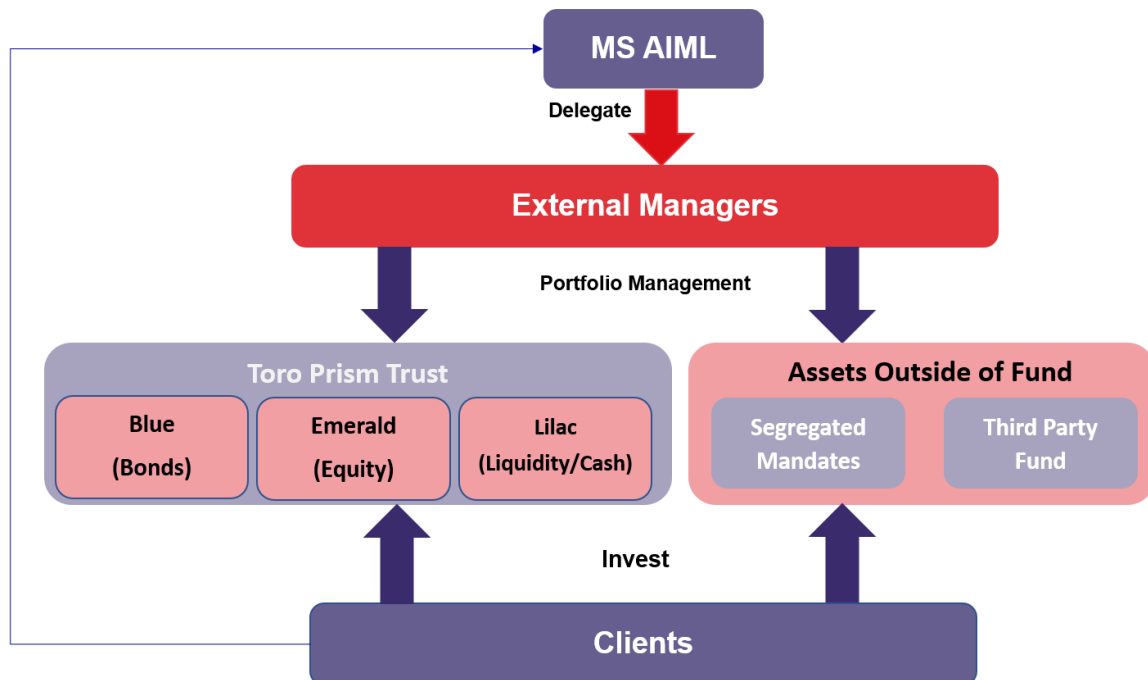 MS AIML
Delegate
External Managers
Portfolio Management
Toro Prism Trust
Blue
(Bonds)
Emerald
(Equity)
Lilac
(Liquidity/Cash)
Assets Outside of Fund
Segregated
Mandates
Third Party
Fund
Invest
Clients